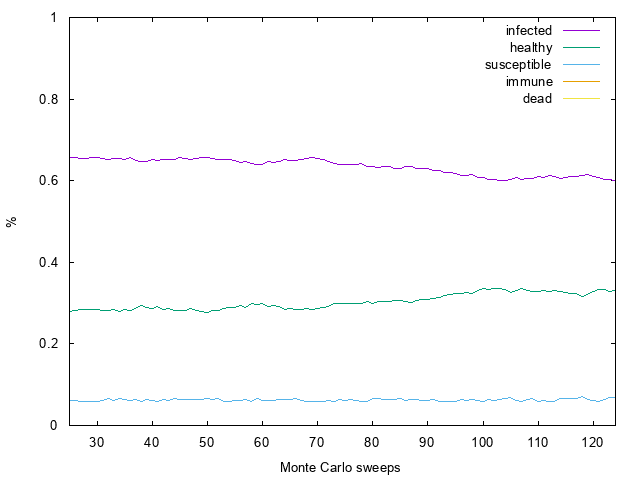 1
infected
healthy
susceptible
immune
dead
0.8
0.6
%
0.4
0.2
0
30 40 50 60 70 80 90 100 110 120
Monte Carlo sweeps